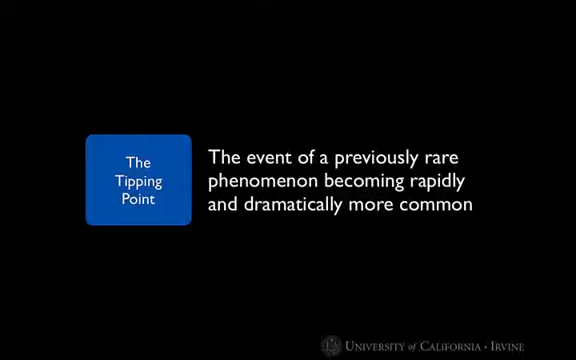 The
Tipping
Point
The event of a previously rare
phenomenon becoming rapidly
and dramatically more common
UNIVERSITY of CALIFORNIA · IRVINE